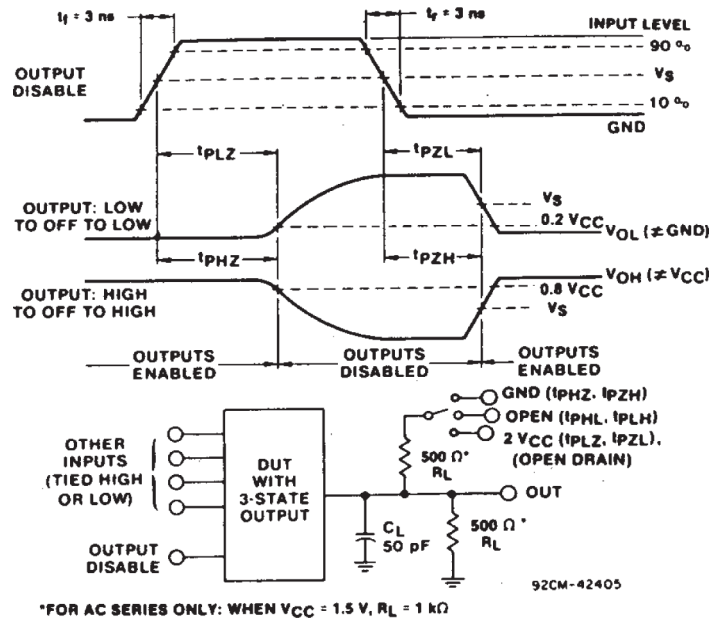 tf = 3 ns
tr = 3 ns
INPUT LEVEL
90 %
OUTPUT
DISABLE
VS
10 %
GND
tPLZ
tPZL
OUTPUT: LOW
TO OFF TO LOW
VS
0.2 VCC
VOL (≠ GND)
tPHZ
tPZH
VOH (≠ VCC)
OUTPUT: HIGH
TO OFF TO HIGH
0.8 VCC
VS
OUTPUTS
ENABLED
OUTPUTS
DISABLED
OUTPUTS
ENABLED
GND (tPHZ, tPZH)
OPEN (tPHL, tPLH)
2 VCC (tPLZ, tPZL),
(OPEN DRAIN)
OTHER
INPUTS
(TIED HIGH
OR LOW)
DUT
WITH
3-STATE
OUTPUT
500 Ω*
RL
OUT
OUTPUT
DISABLE
CL
50 pF
500 Ω*
RL
92CM-42405
*FOR AC SERIES ONLY: WHEN VCC = 1.5 V, RL = 1 kΩ